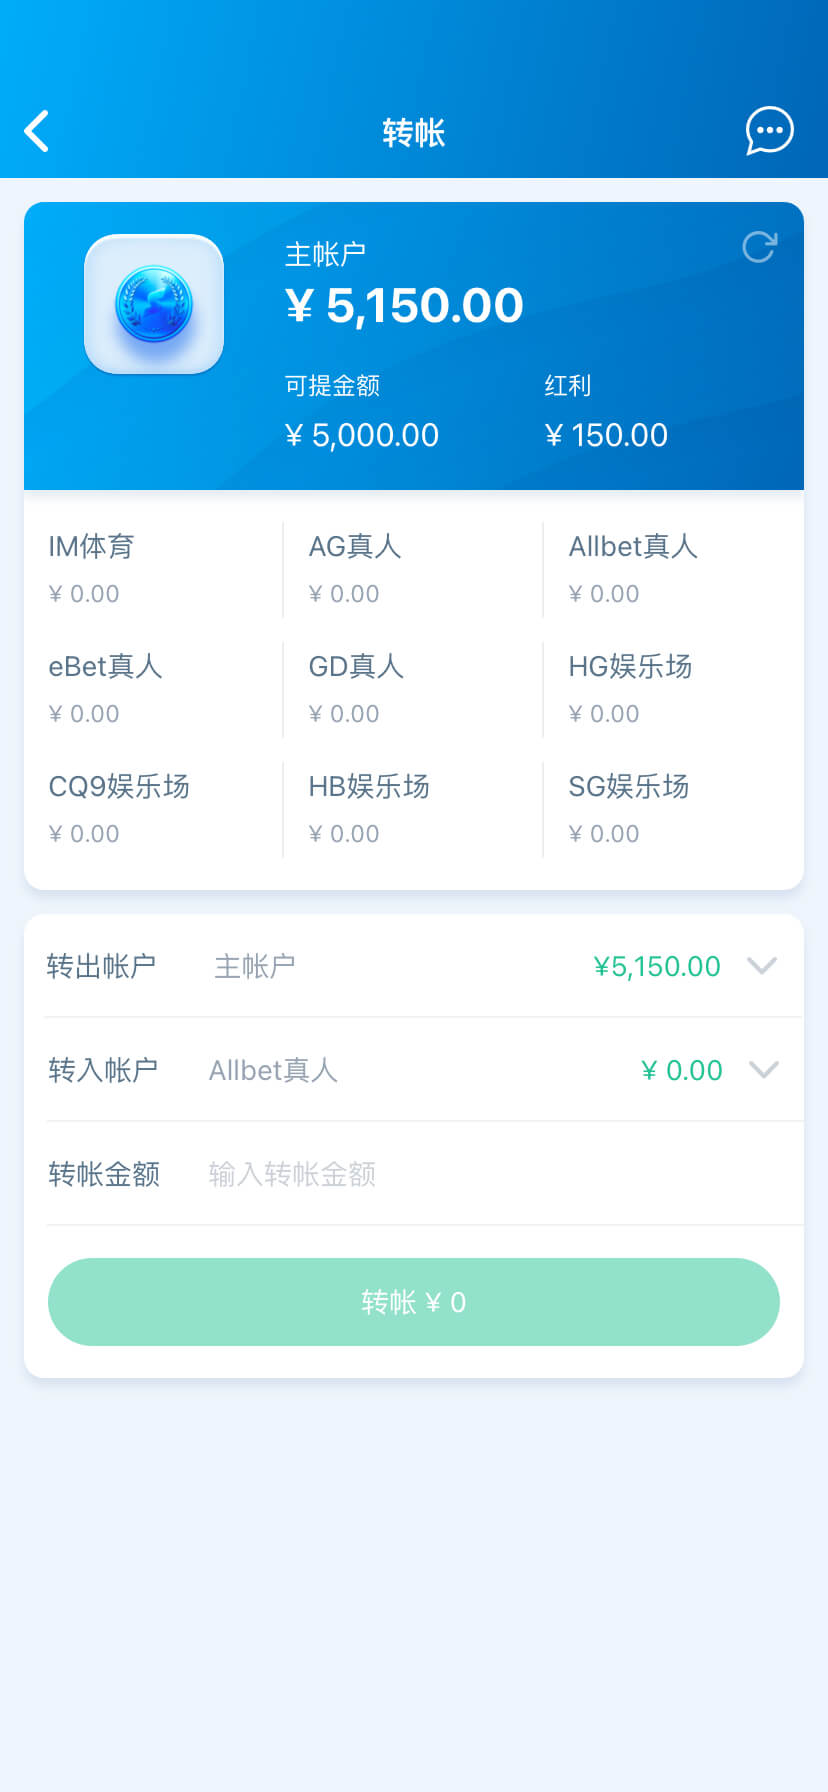 转帐
主帐户
¥ 5,150.00
可提金额 红利
¥ 5,000.00 ¥ 150.00
IM体育 AG真人 Allbet真人
¥ 0.00 ¥ 0.00 ¥ 0.00
eBet真人 GD真人 HG娱乐场
¥ 0.00 ¥ 0.00 ¥ 0.00
CQ9娱乐场 HB娱乐场 SG娱乐场
¥ 0.00 ¥ 0.00 ¥ 0.00
转出帐户 主帐户 ¥5,150.00
转入帐户 Allbet真人 ¥ 0.00
转帐金额 输入转帐金额
转帐 ¥ 0